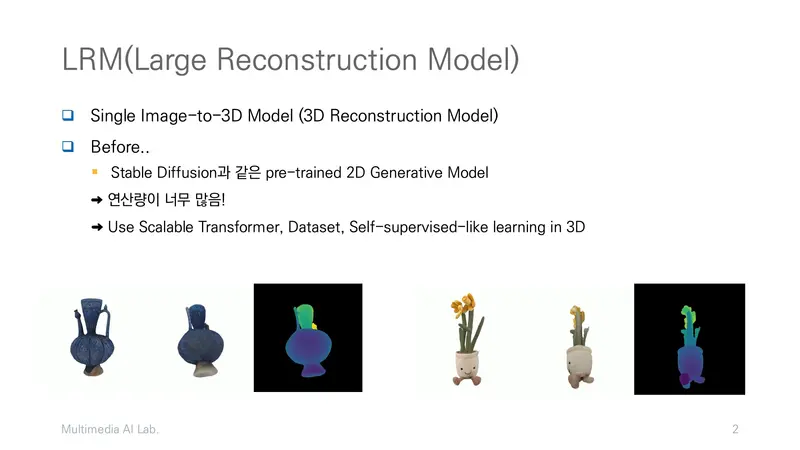 LRM(Large Reconstruction Model)
❑ Single Image-to-3D Model (3D Reconstruction Model)
❑ Before..
▪ Stable Diffusion과 같은 pre-trained 2D Generative Model
➜ 연산량이 너무 많음!
➜ Use Scalable Transformer, Dataset, Self-supervised-like learning in 3D
Multimedia AI Lab.
2